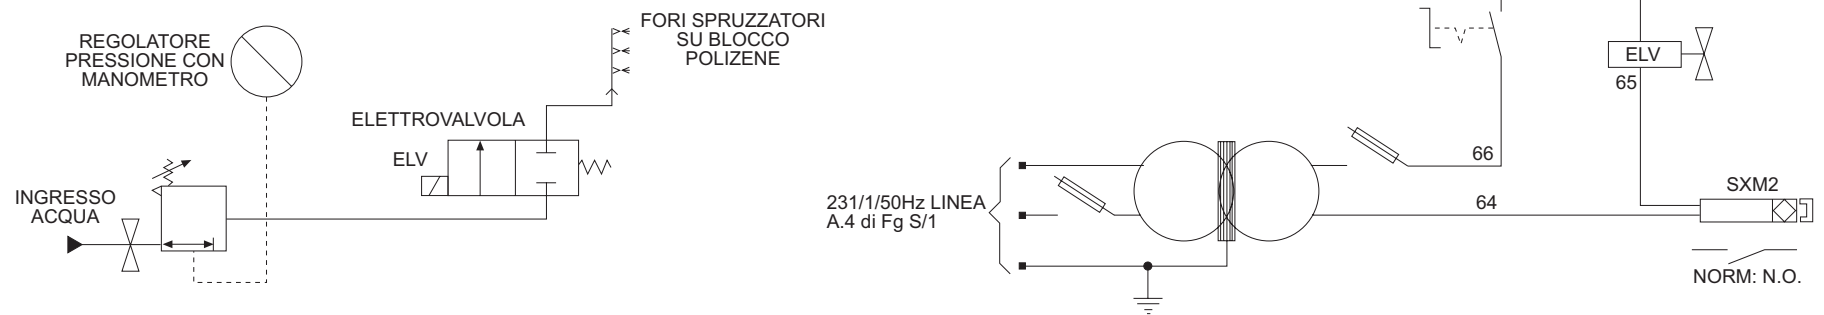 REGOLATORE
PRESSIONE CON
MANOMETRO
FORI SPRUZZATORI
SU BLOCCO
POLIZENE
ELETTROVALVOLA
ELV
INGRESSO
ACQUA
231/1/50Hz LINEA
A.4 di Fg S/1
66
64
ELV
65
SXM2
NORM: N.O.